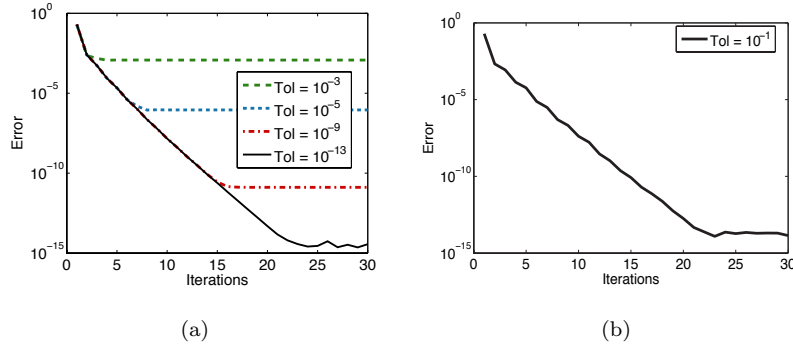 10^0
10^−5
10^−10
10^−15
Error
0 5 10 15 20 25 30
Iterations
Tol = 10^−3
Tol = 10^−5
Tol = 10^−9
Tol = 10^−13
(a)
10^0
10^−5
10^−10
10^−15
Error
0 5 10 15 20 25 30
Iterations
Tol = 10^−1
(b)